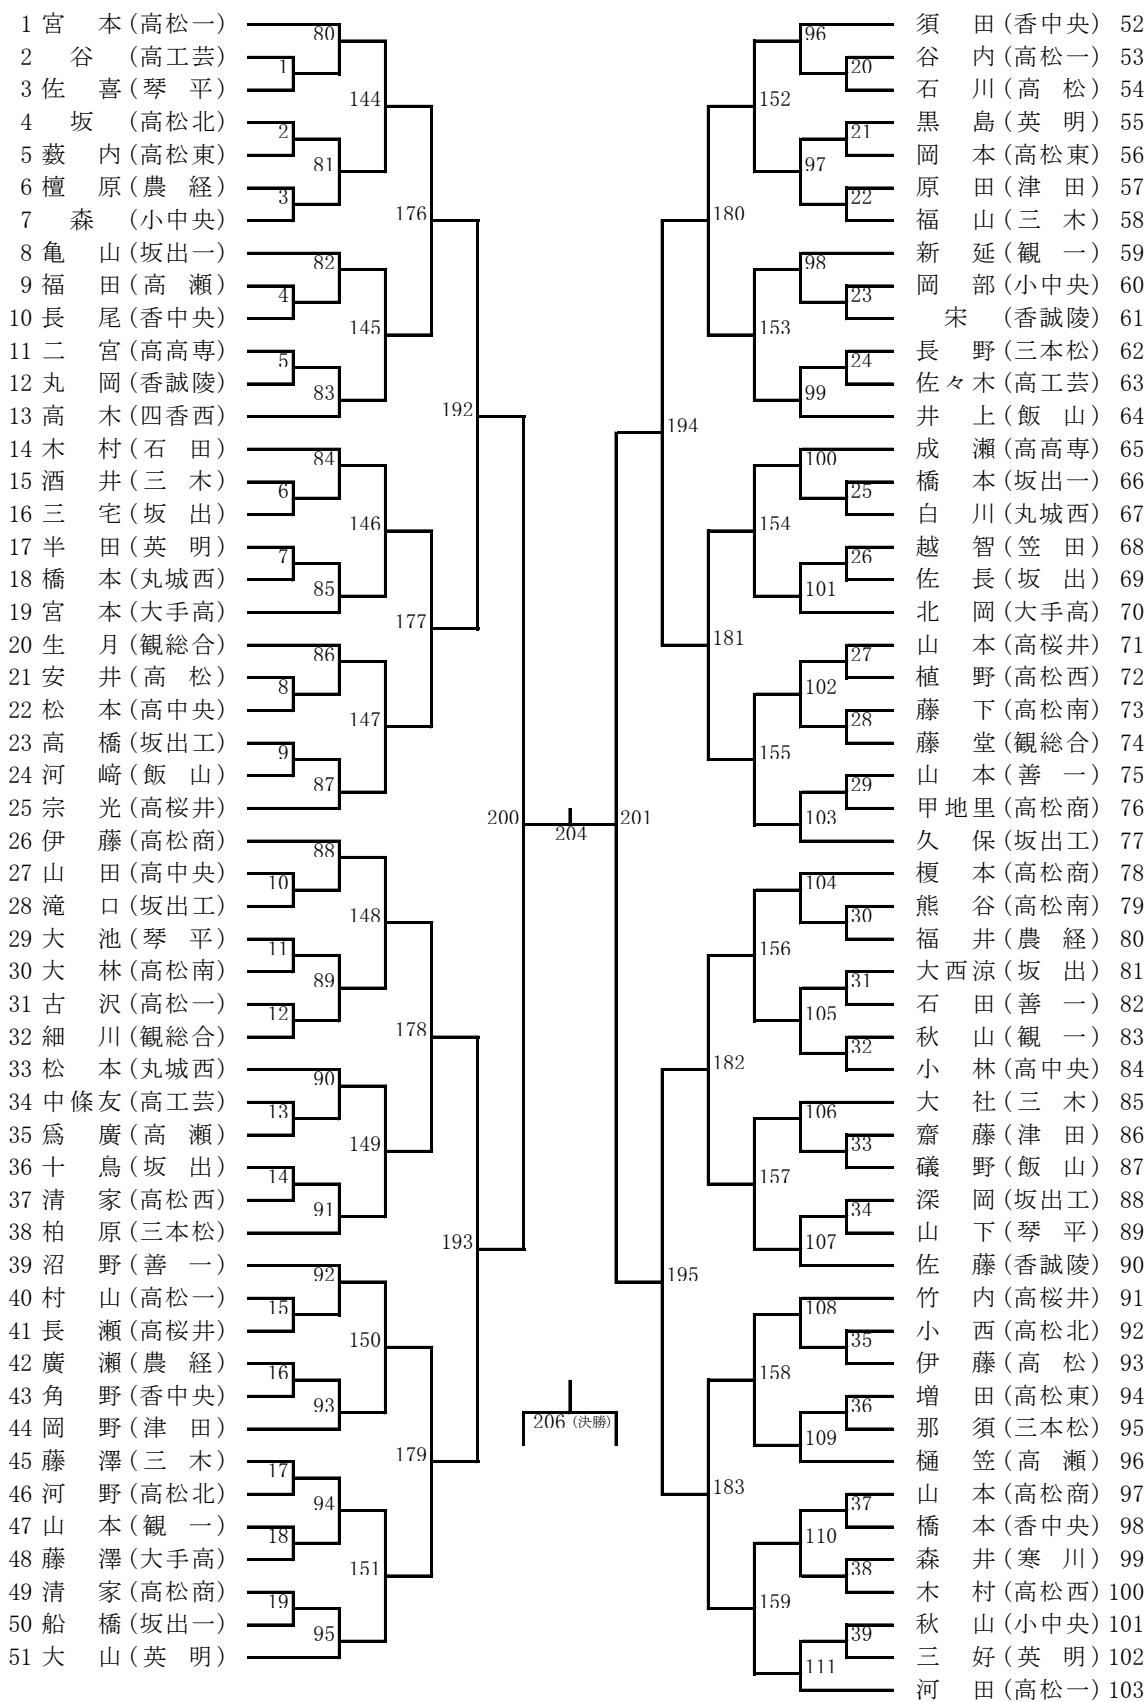 1 宮 本 (高松一)
2 谷 (高工芸)
3 佐 喜 (琴 平)
4 坂 (高松北)
5 薮 内 (高松東)
6 檀 原 (農 経)
7 森 (小中央)
8 亀 山 (坂出一)
9 福 田 (高 瀬)
10 長 尾 (香中央)
11 二 宮 (高高専)
12 丸 岡 (香誠陵)
13 高 木 (四香西)
14 木 村 (石 田)
15 酒 井 (三 木)
16 三 宅 (坂 出)
17 半 田 (英 明)
18 橋 本 (丸城西)
19 宮 本 (大手高)
20 生 月 (観総合)
21 安 井 (高 松)
22 松 本 (高中央)
23 高 橋 (坂出工)
24 河 﨑 (飯 山)
25 宗 光 (高桜井)
26 伊 藤 (高松商)
27 山 田 (高中央)
28 滝 口 (坂出工)
29 大 池 (琴 平)
30 大 林 (高松南)
31 古 沢 (高松一)
32 細 川 (観総合)
33 松 本 (丸城西)
34 中條友 (高工芸)
35 爲 廣 (高 瀬)
36 十 鳥 (坂 出)
37 清 家 (高松西)
38 柏 原 (三本松)
39 沼 野 (善 一)
40 村 山 (高松一)
41 長 瀬 (高桜井)
42 廣 瀬 (農 経)
43 角 野 (香中央)
44 岡 野 (津 田)
45 藤 澤 (三 木)
46 河 野 (高松北)
47 山 本 (観 一)
48 藤 澤 (大手高)
49 清 家 (高松商)
50 船 橋 (坂出一)
51 大 山 (英 明)
1
2
3
4
5
6
7
8
9
10
11
12
13
14
15
16
17
18
19
80
81
82
83
84
85
86
87
88
89
90
91
92
93
94
95
144
145
146
147
148
149
150
151
176
177
178
179
192
193
200
204
201
206 (決勝)
194
195
180
181
182
183
152
153
154
155
156
157
158
159
96
97
98
99
100
101
102
103
104
105
106
107
108
109
110
111
20
21
22
23
24
25
26
27
28
29
30
31
32
33
34
35
36
37
38
39
須 田 (香中央) 52
谷 内 (高松一) 53
石 川 (高 松) 54
黒 島 (英 明) 55
岡 本 (高松東) 56
原 田 (津 田) 57
福 山 (三 木) 58
新 延 (観 一) 59
岡 部 (小中央) 60
宋 (香誠陵) 61
長 野 (三本松) 62
佐々木 (高工芸) 63
井 上 (飯 山) 64
成 瀬 (高高専) 65
橋 本 (坂出一) 66
白 川 (丸城西) 67
越 智 (笠 田) 68
佐 長 (坂 出) 69
北 岡 (大手高) 70
山 本 (高桜井) 71
植 野 (高松西) 72
藤 下 (高松南) 73
藤 堂 (観総合) 74
山 本 (善 一) 75
甲地里 (高松商) 76
久 保 (坂出工) 77
榎 本 (高松商) 78
熊 谷 (高松南) 79
福 井 (農 経) 80
大西涼 (坂 出) 81
石 田 (善 一) 82
秋 山 (観 一) 83
小 林 (高中央) 84
大 社 (三 木) 85
齋 藤 (津 田) 86
礒 野 (飯 山) 87
深 岡 (坂出工) 88
山 下 (琴 平) 89
佐 藤 (香誠陵) 90
竹 内 (高桜井) 91
小 西 (高松北) 92
伊 藤 (高 松) 93
増 田 (高松東) 94
那 須 (三本松) 95
樋 笠 (高 瀬) 96
山 本 (高松商) 97
橋 本 (香中央) 98
森 井 (寒 川) 99
木 村 (高松西) 100
秋 山 (小中央) 101
三 好 (英 明) 102
河 田 (高松一) 103